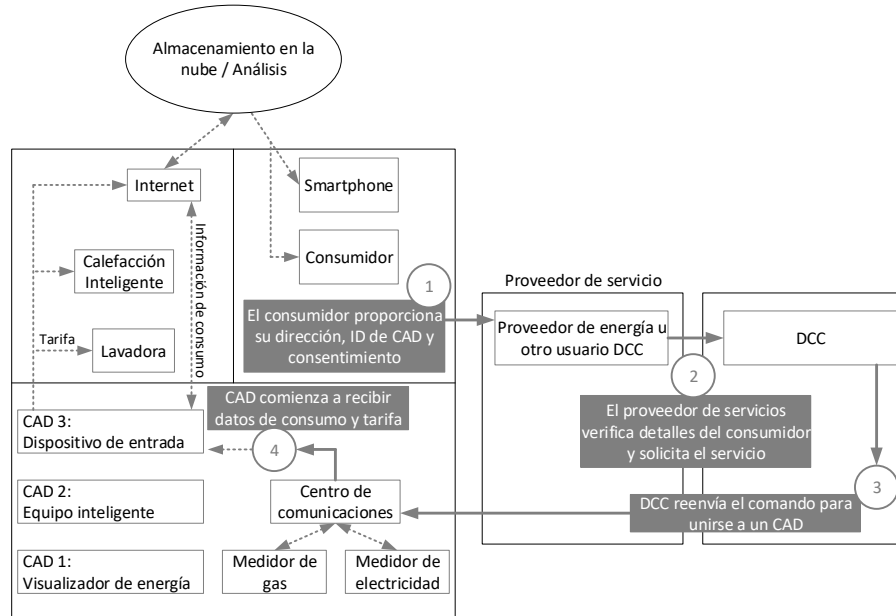 Almacenamiento en la
nube / Análisis
Internet
Smartphone
Calefacción
Inteligente
Consumidor
Información de consumo
Tarifa
Lavadora
1
El consumidor proporciona
su dirección, ID de CAD y
consentimiento
Proveedor de servicio
Proveedor de energía u
otro usuario DCC
DCC
2
El proveedor de servicios
verifica detalles del consumidor
y solicita el servicio
3
DCC reenvía el comando para
unirse a un CAD
CAD comienza a recibir
datos de consumo y tarifa
4
CAD 3:
Dispositivo de entrada
CAD 2:
Equipo inteligente
Centro de
comunicaciones
CAD 1:
Visualizador de energía
Medidor de
gas
Medidor de
electricidad